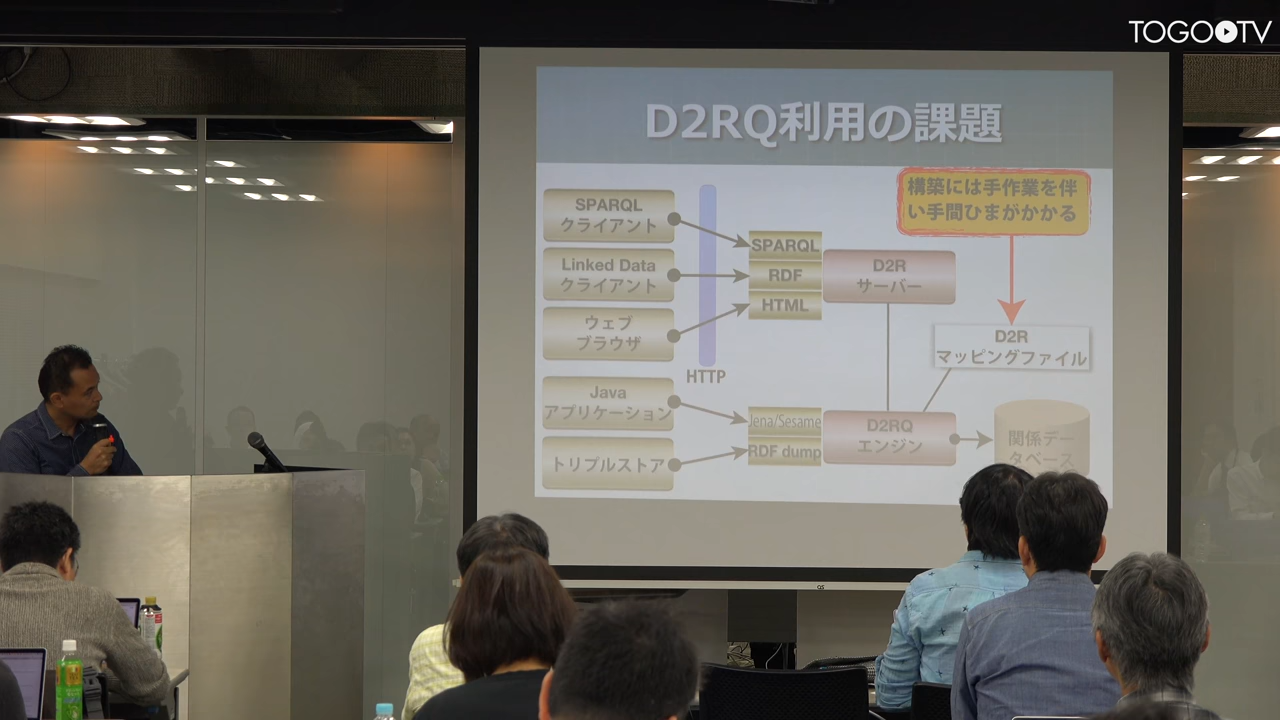 TOGO TV
D2RQ利用の課題
構築には手作業を伴
い手間ひまがかかる
SPARQL
クライアント
Linked Data
クライアント
ウェブ
ブラウザ
HTTP
SPARQL
RDF
HTML
D2R
サーバー
D2R
マッピングファイル
Java
アプリケーション
トリプルストア
Jena/Sesame
RDF dump
D2RQ
エンジン
関係デー
タベース